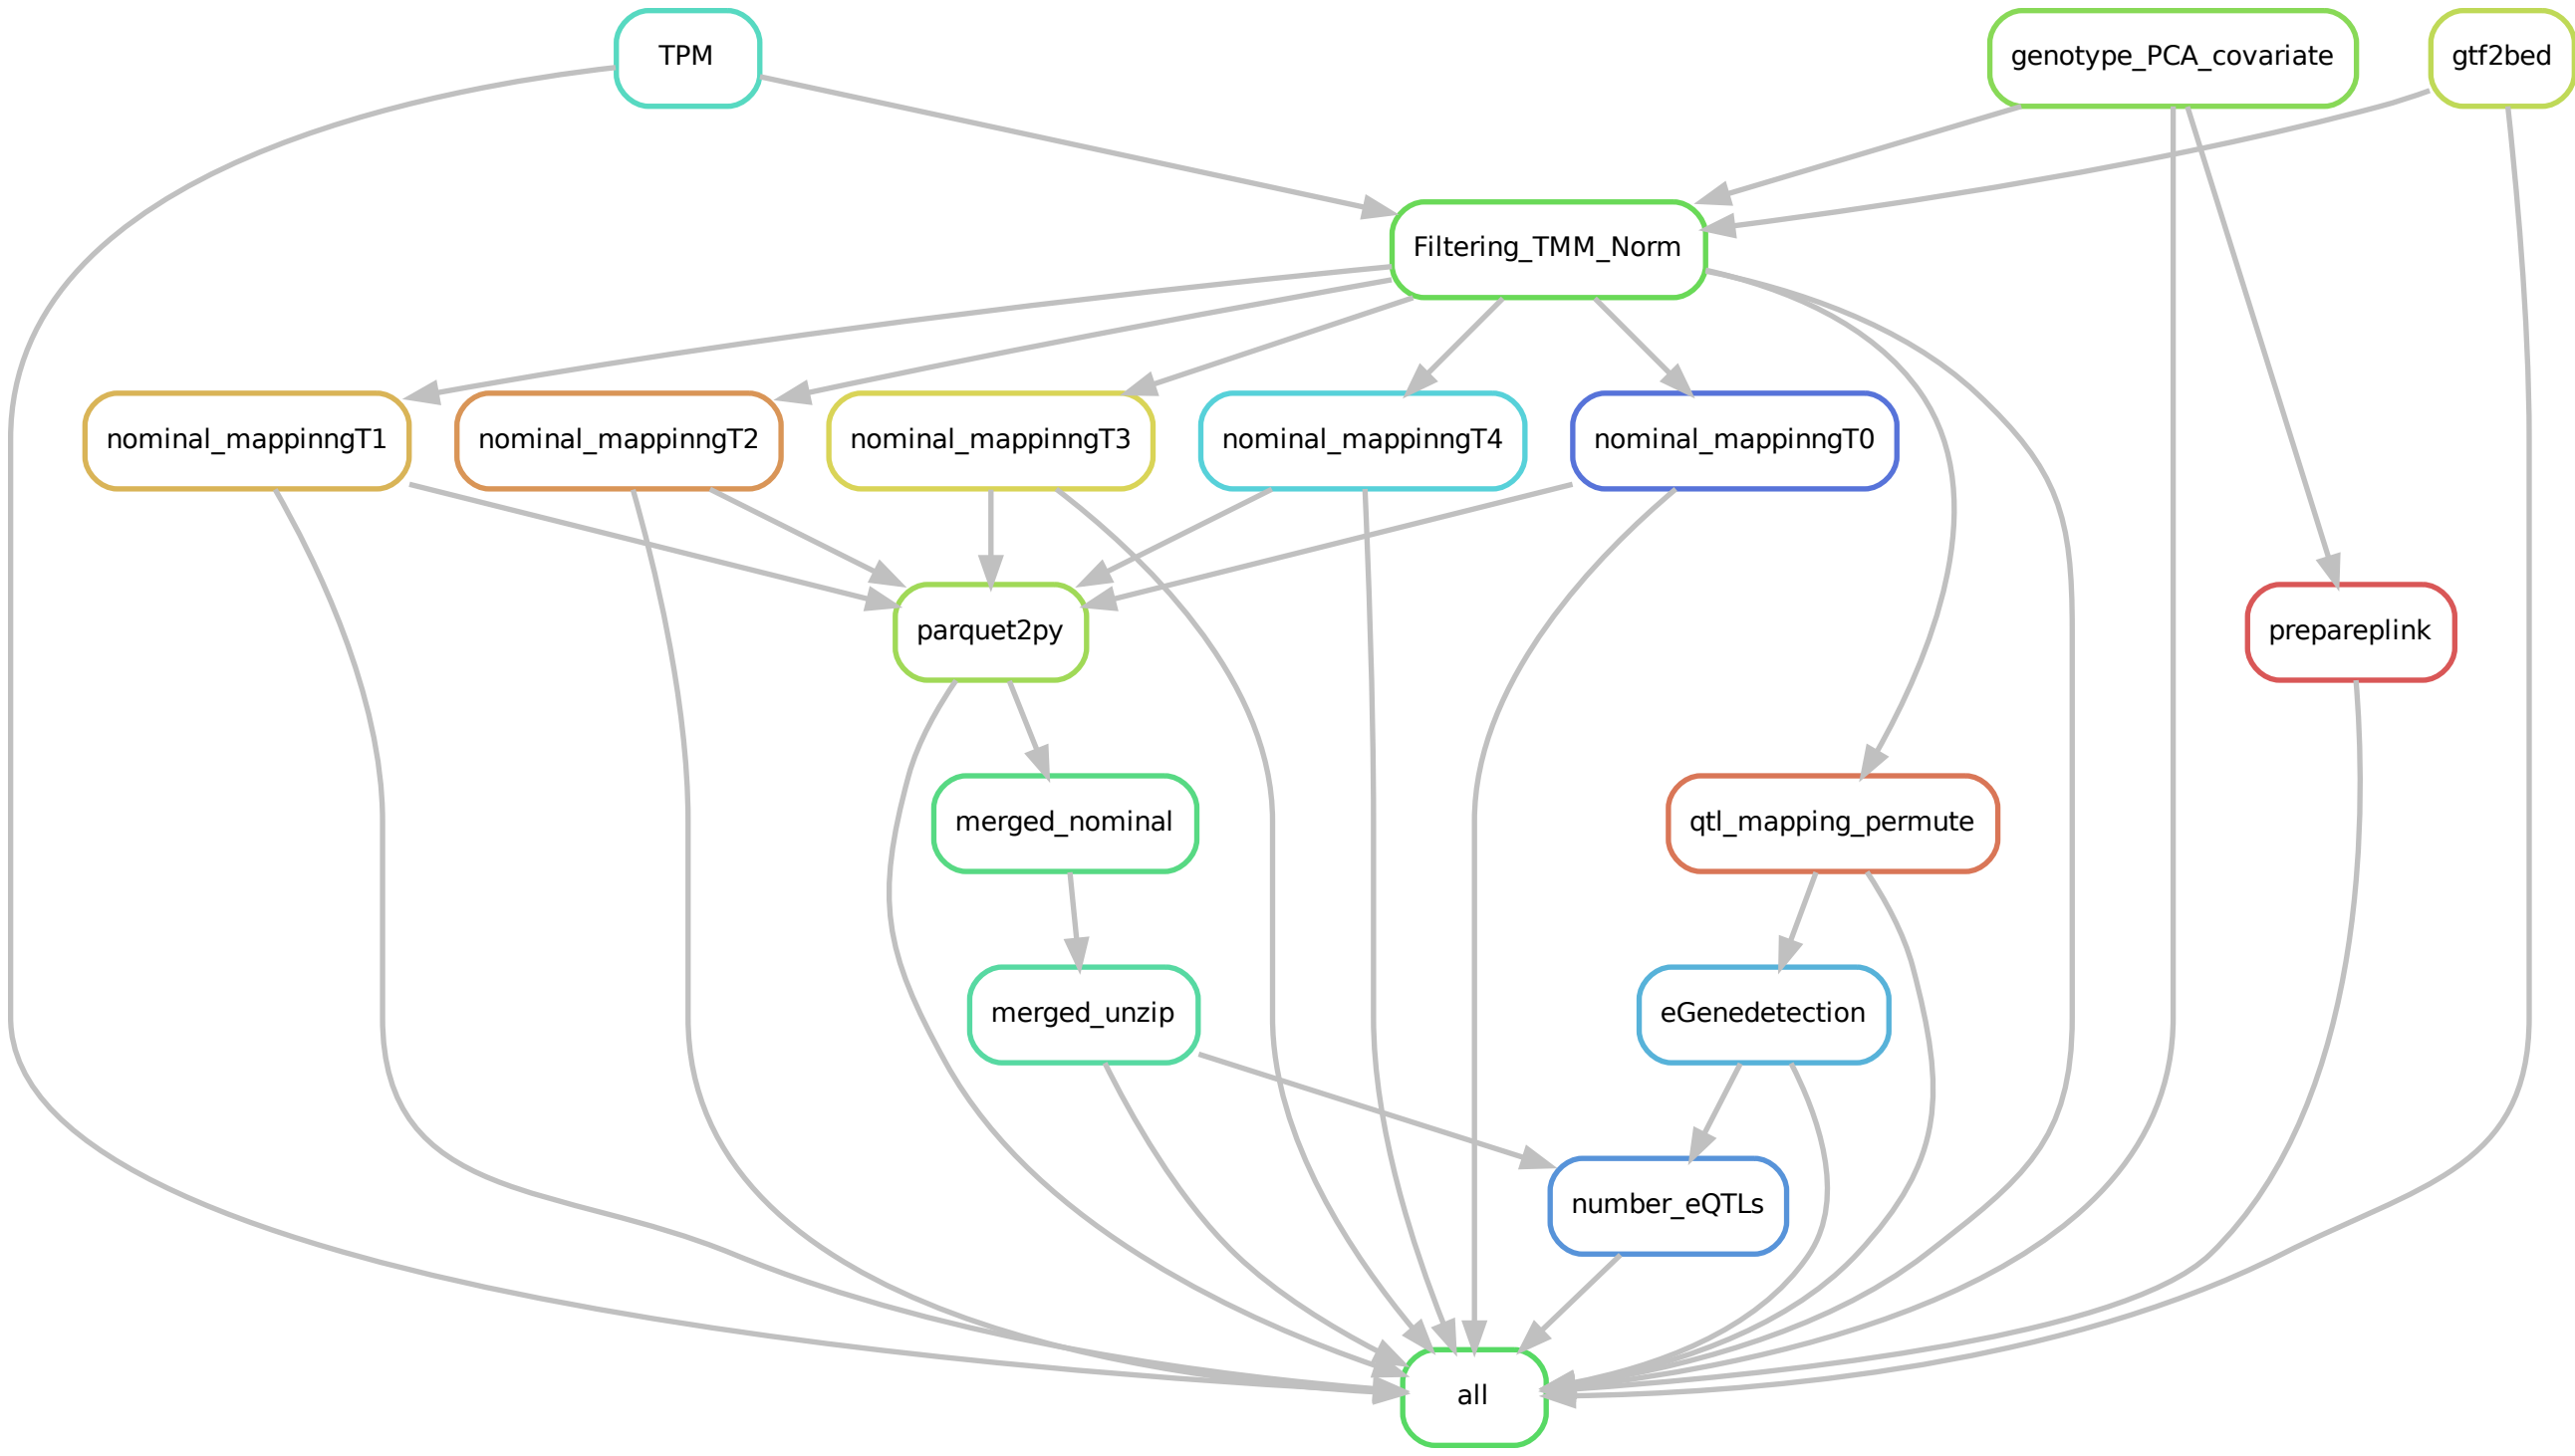 TPM
genotype_PCA_covariate
gtf2bed
Filtering_TMM_Norm
nominal_mappinngT1
nominal_mappinngT2
nominal_mappinngT3
nominal_mappinngT4
nominal_mappinngT0
parquet2py
prepareplink
merged_nominal
qtl_mapping_permute
merged_unzip
eGenedetection
number_eQTLs
all